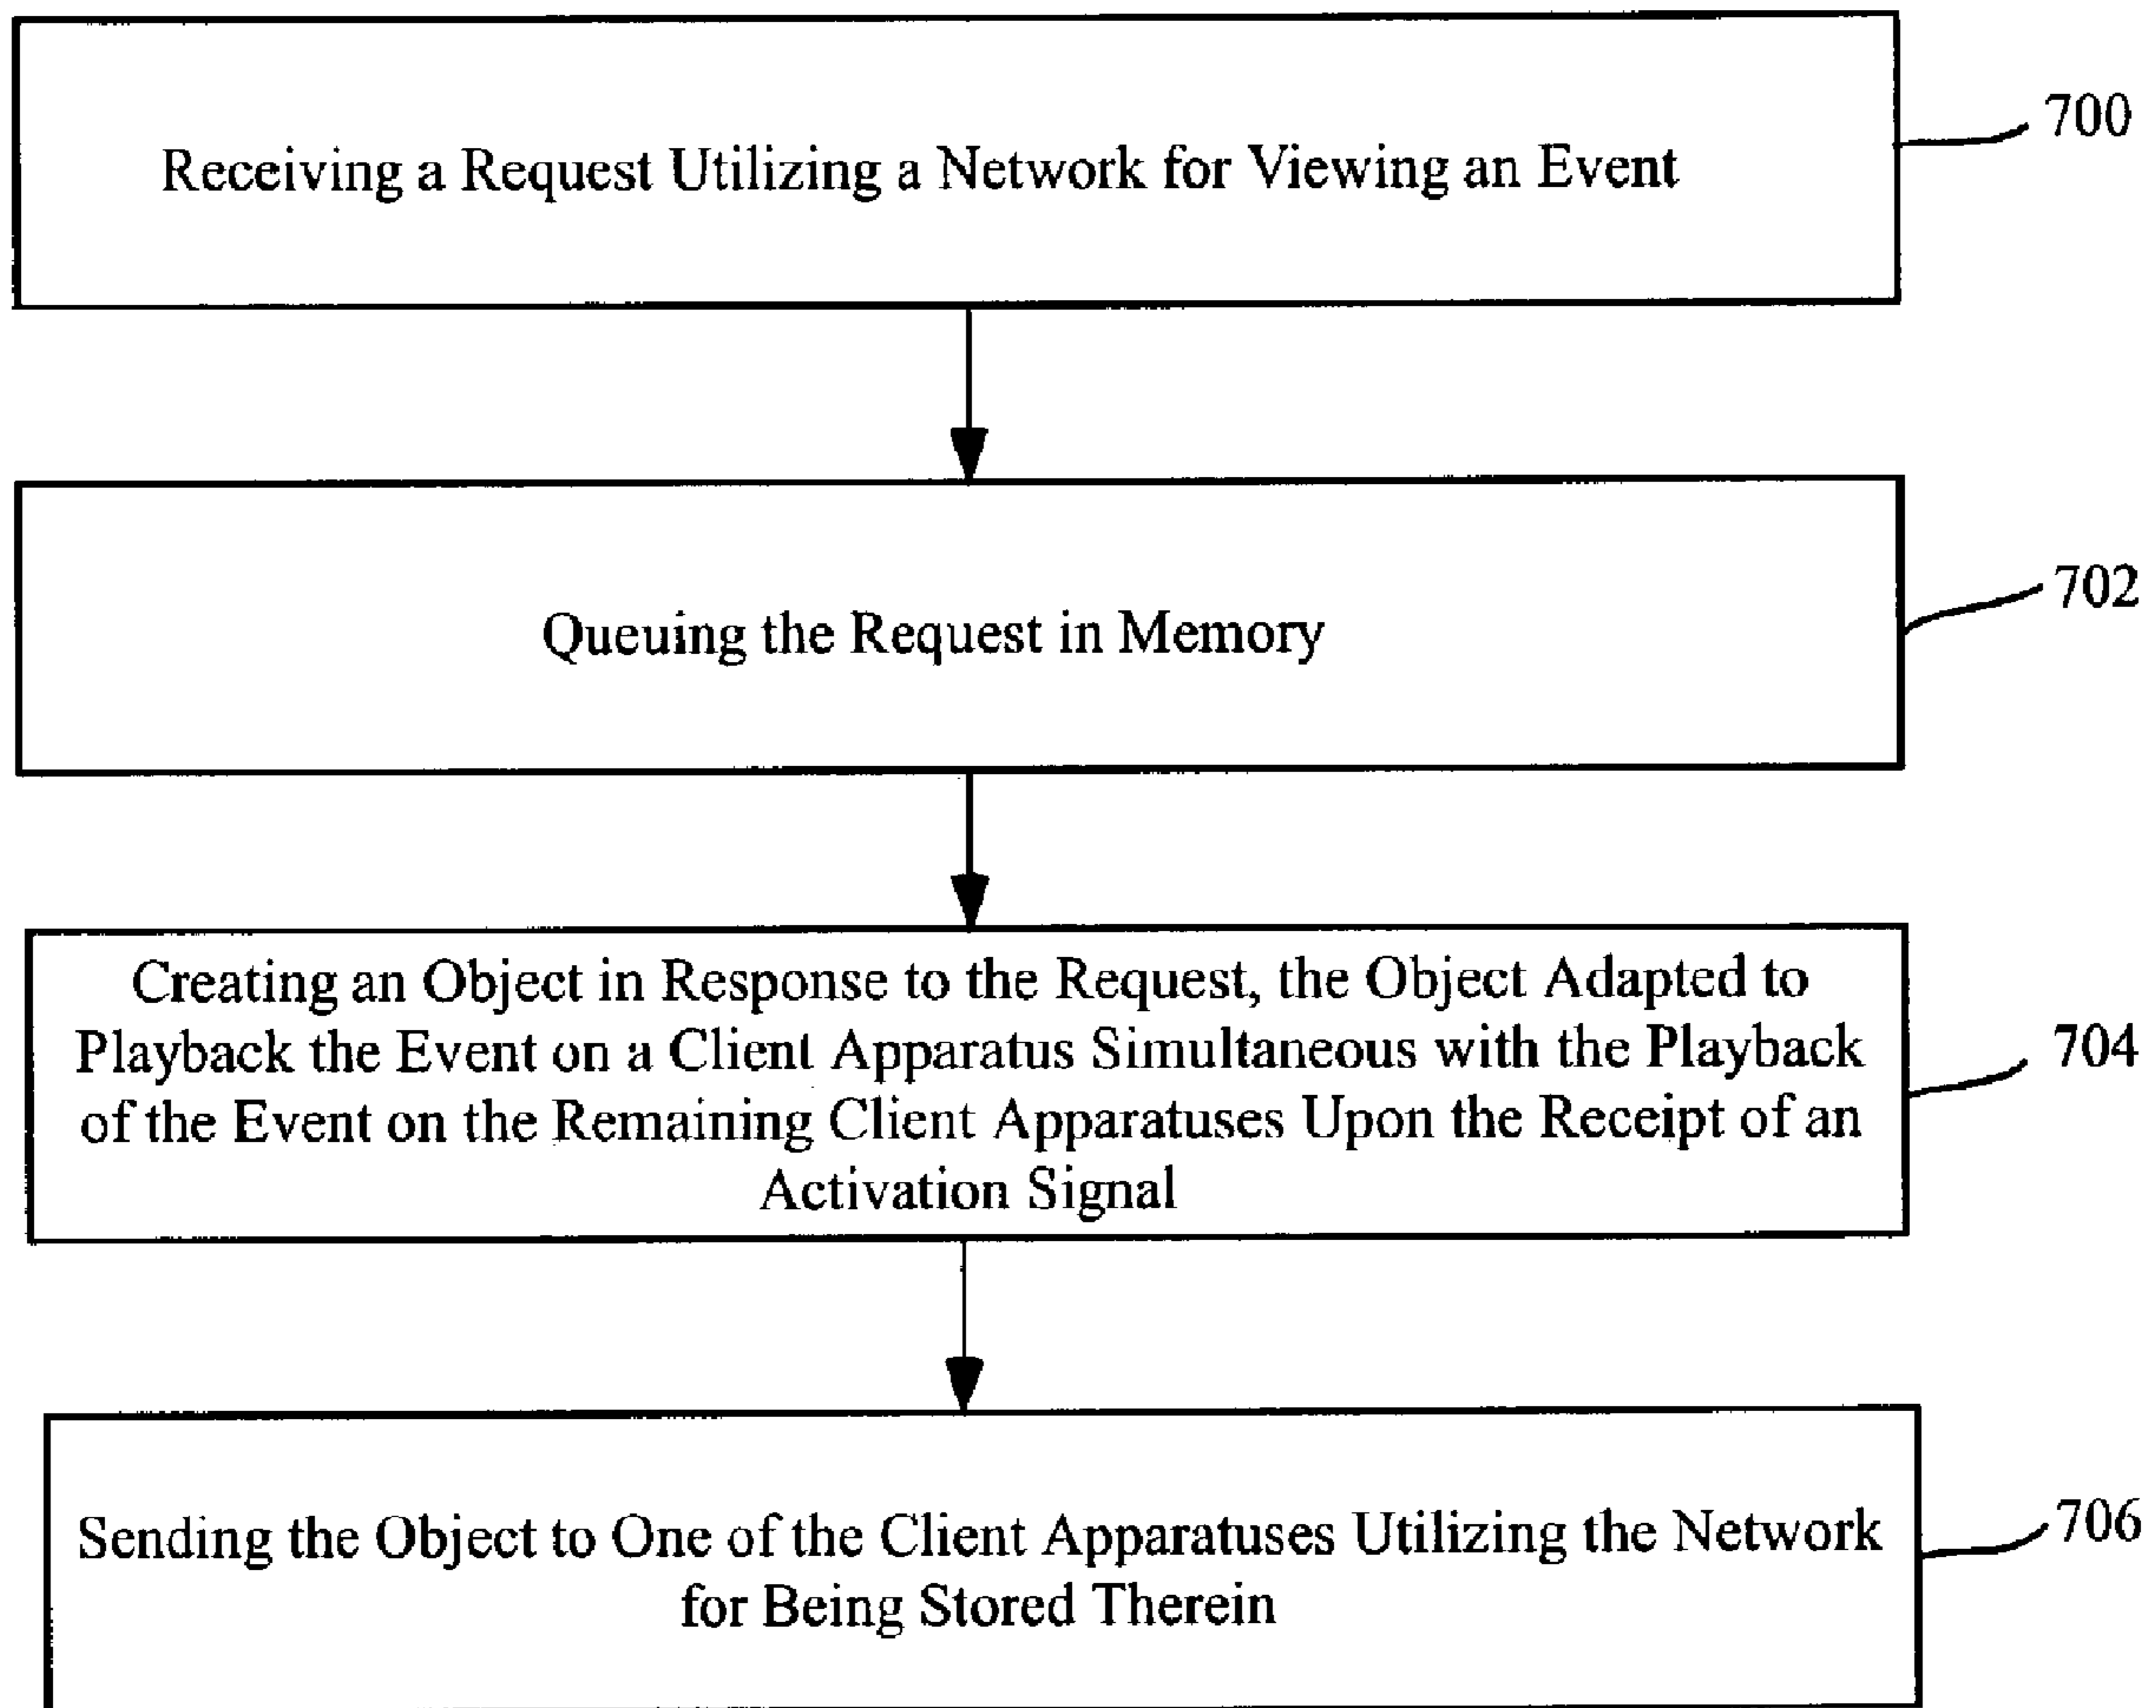 Receiving a Request Utilizing a Network for Viewing an Event
700
Queuing the Request in Memory
702
Creating an Object in Response to the Request, the Object Adapted to
Playback the Event on a Client Apparatus Simultaneous with the Playback
of the Event on the Remaining Client Apparatuses Upon the Receipt of an
Activation Signal
704
Sending the Object to One of the Client Apparatuses Utilizing the Network
for Being Stored Therein
706